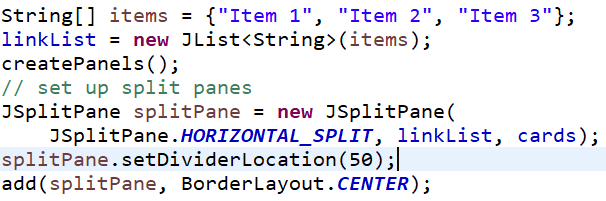 String[] items = {"Item 1", "Item 2", "Item 3"};
linkList = new JList<String>(items);
createPanels();
// set up split panes
JSplitPane splitPane = new JSplitPane(
    JSplitPane.HORIZONTAL_SPLIT, linkList, cards);
splitPane.setDividerLocation(50);
add(splitPane, BorderLayout.CENTER);